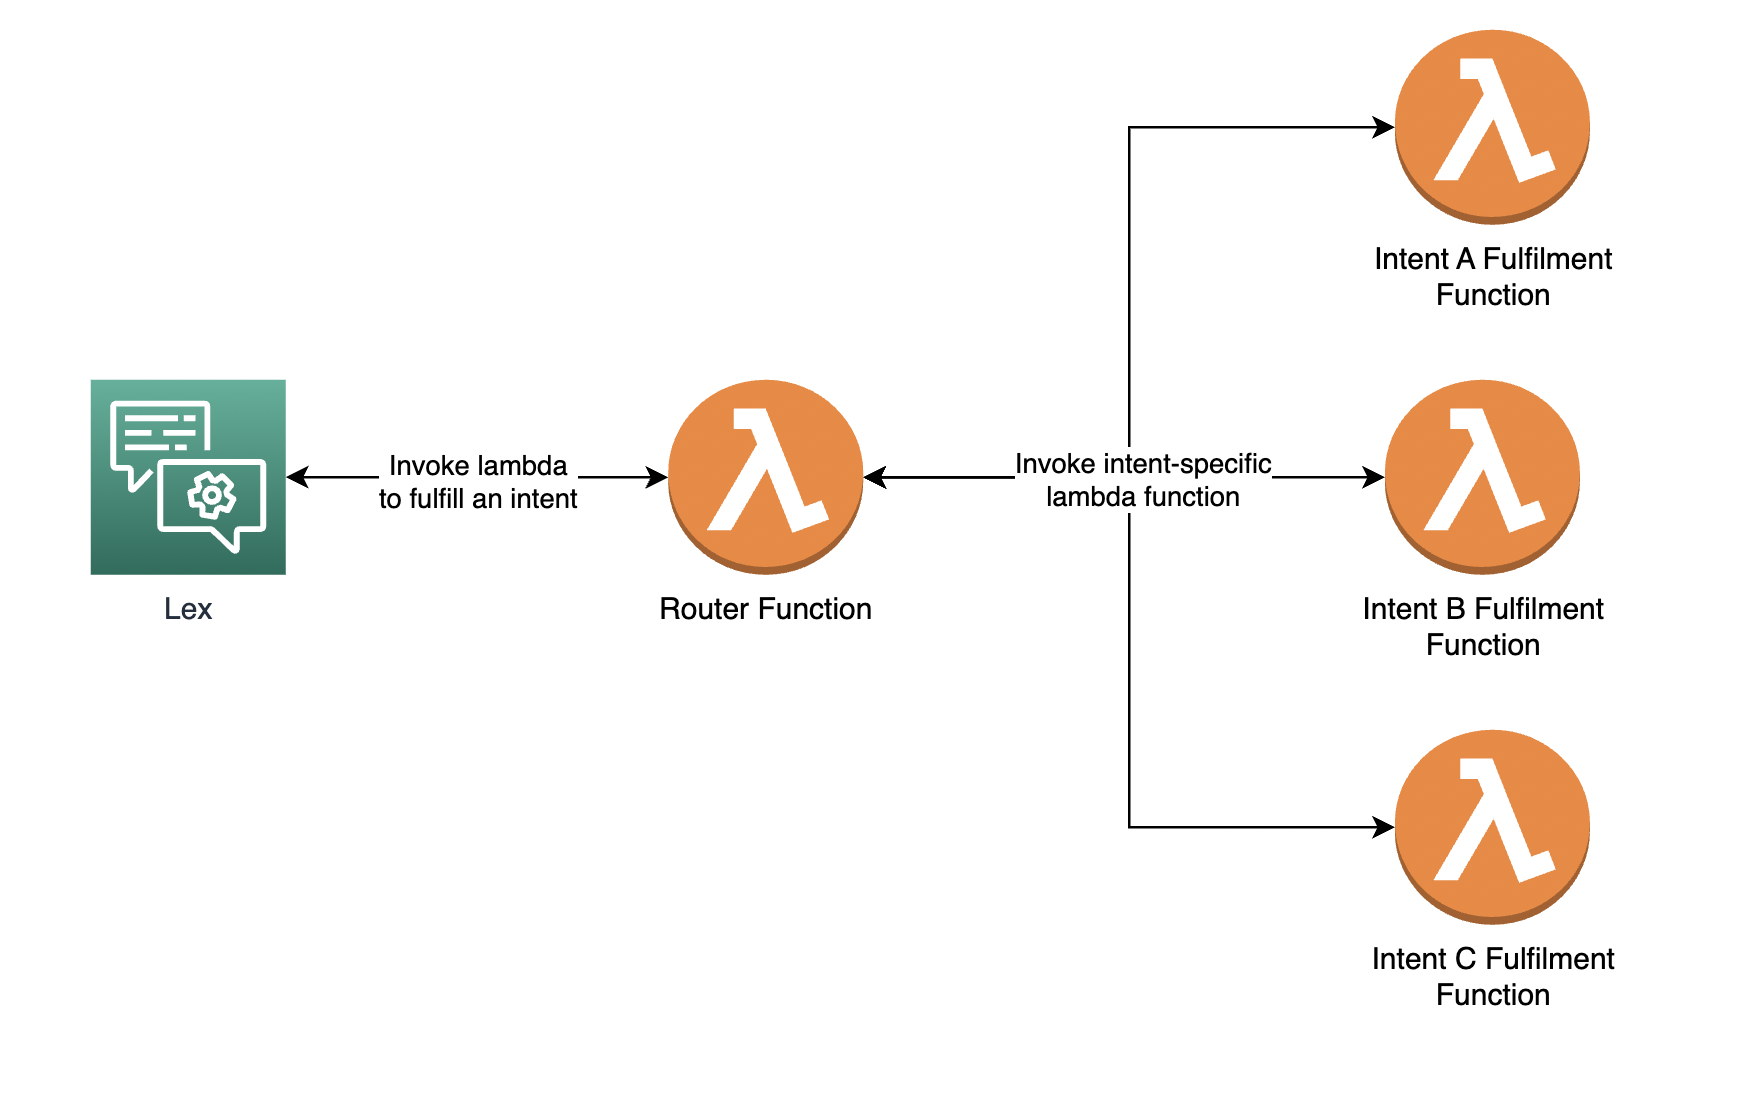 Intent A Fulfilment
Function
Invoke lambda
to fulfill an intent
Invoke intent-specific
lambda function
Lex
Router Function
Intent B Fulfilment
Function
Intent C Fulfilment
Function